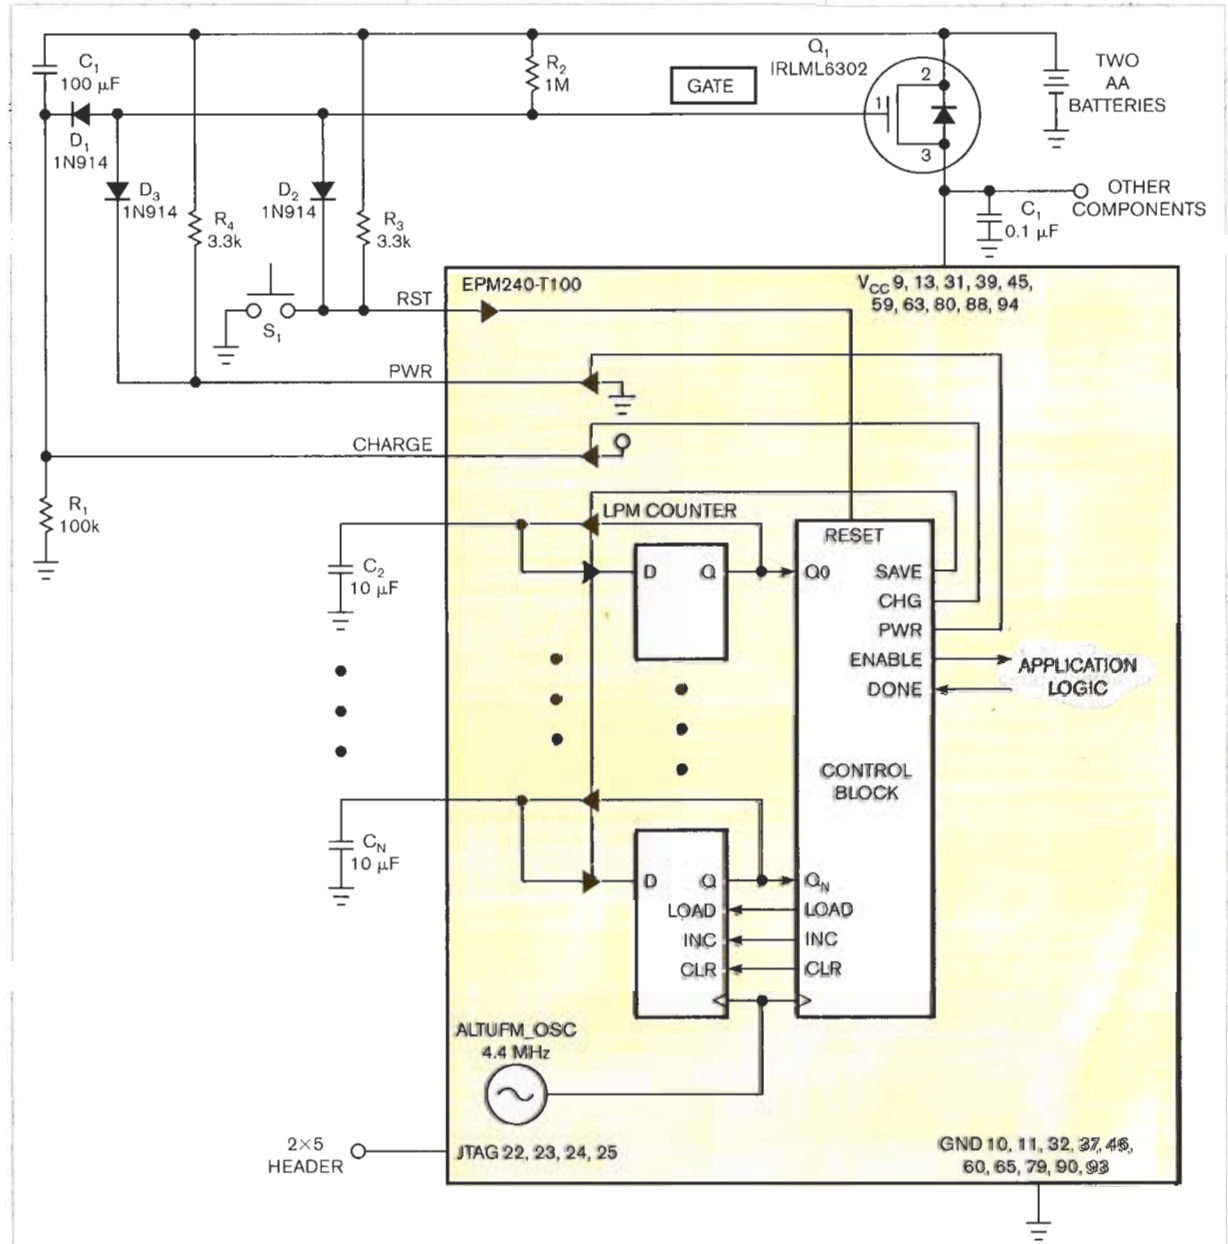 C1
100 µF
D1
1N914
D3
1N914
R4
3.3k
D2
1N914
R3
3.3k
R2
1M
GATE
Q1
IRLML6302
1
2
3
TWO
AA
BATTERIES
OTHER
COMPONENTS
C1
0.1 µF
S1
RST
PWR
CHARGE
R1
100k
EPM240-T100
VCC 9, 13, 31, 39, 45,
59, 63, 80, 88, 94
LPM COUNTER
C2
10 µF
D Q
RESET
Q0
SAVE
CHG
PWR
ENABLE
DONE
APPLICATION
LOGIC
CONTROL
BLOCK
CN
10 µF
D Q
LOAD
INC
CLR
QN
LOAD
INC
CLR
ALTUFM_OSC
4.4 MHz
2×5
HEADER
JTAG 22, 23, 24, 25
GND 10, 11, 32, 37, 46,
60, 65, 79, 90, 93